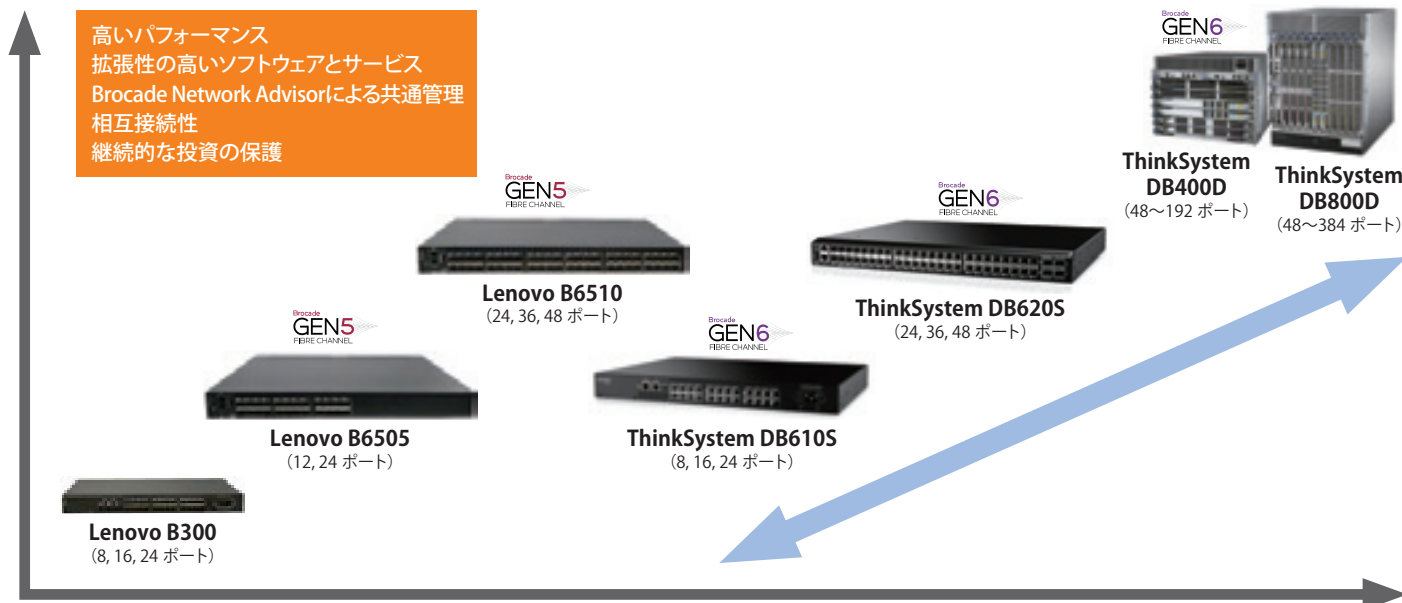 高いパフォーマンス
拡張性の高いソフトウェアとサービス
Brocade Network Advisorによる共通管理
相互接続性
継続的な投資の保護
Brocade
GEN6
FIBRE CHANNEL
ThinkSystem
DB400D
(48～192 ポート)
ThinkSystem
DB800D
(48～384 ポート)
Brocade
GEN5
FIBRE CHANNEL
Lenovo B6510
(24, 36, 48 ポート)
Brocade
GEN6
FIBRE CHANNEL
ThinkSystem DB620S
(24, 36, 48 ポート)
Brocade
GEN5
FIBRE CHANNEL
Lenovo B6505
(12, 24 ポート)
Brocade
GEN6
FIBRE CHANNEL
ThinkSystem DB610S
(8, 16, 24 ポート)
Lenovo B300
(8, 16, 24 ポート)